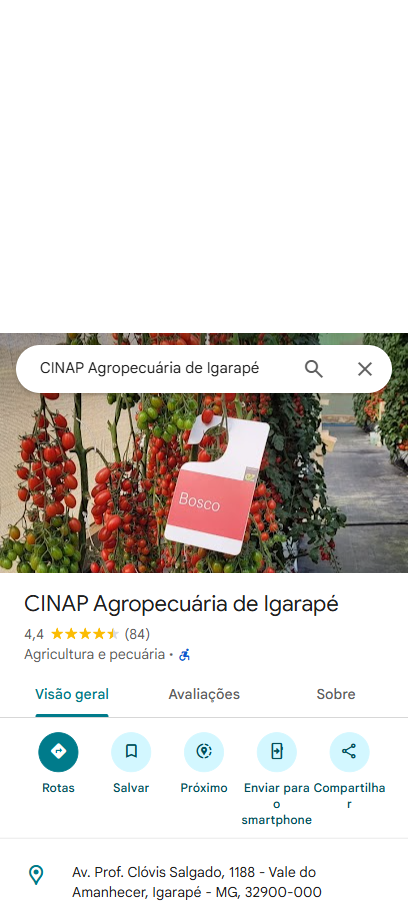 CINAP Agropecuária de Igarapé
Bosco
CINAP Agropecuária de Igarapé
4,4 (84)
Agricultura e pecuária ·
Visão geral Avaliações Sobre
Rotas Salvar Próximo Enviar para o smartphone Compartilhar
Av. Prof. Clóvis Salgado, 1188 - Vale do
Amanhecer, Igarapé - MG, 32900-000